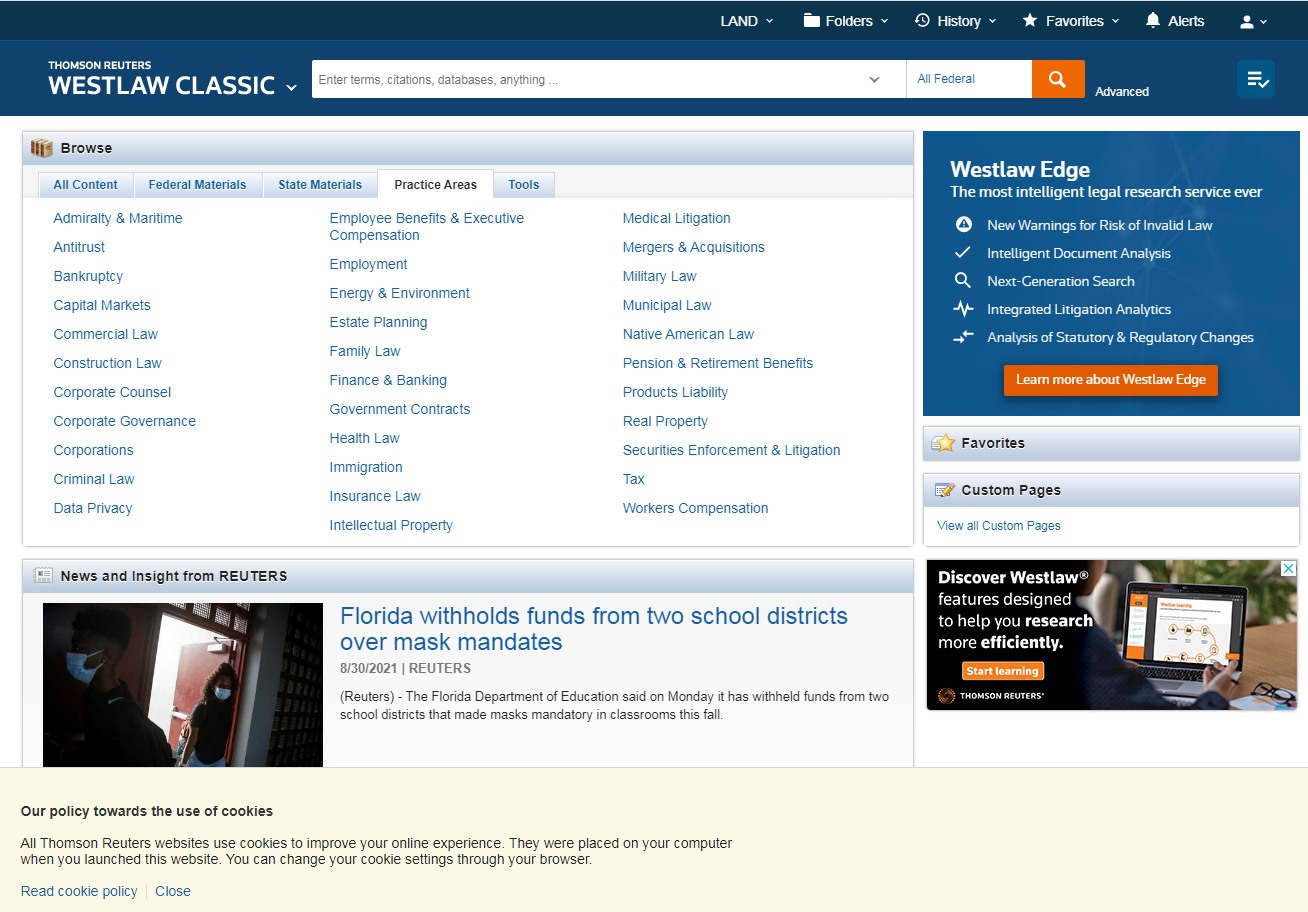 LAND Folders History Favorites Alerts
THOMSON REUTERS
WESTLAW CLASSIC
Enter terms, citations, databases, anything ...
All Federal
Advanced
Browse
All Content Federal Materials State Materials Practice Areas Tools
Admiralty & Maritime
Antitrust
Bankruptcy
Capital Markets
Commercial Law
Construction Law
Corporate Counsel
Corporate Governance
Corporations
Criminal Law
Data Privacy
Employee Benefits & Executive
Compensation
Employment
Energy & Environment
Estate Planning
Family Law
Finance & Banking
Government Contracts
Health Law
Immigration
Insurance Law
Intellectual Property
Medical Litigation
Mergers & Acquisitions
Military Law
Municipal Law
Native American Law
Pension & Retirement Benefits
Products Liability
Real Property
Securities Enforcement & Litigation
Tax
Workers Compensation
Westlaw Edge
The most intelligent legal research service ever
New Warnings for Risk of Invalid Law
Intelligent Document Analysis
Next-Generation Search
Integrated Litigation Analytics
Analysis of Statutory & Regulatory Changes
Learn more about Westlaw Edge
Favorites
Custom Pages
View all Custom Pages
Discover Westlaw®
features designed
to help you research
more efficiently.
Start learning
THOMSON REUTERS®
Westlaw Learning
News and Insight from REUTERS
Florida withholds funds from two school districts
over mask mandates
8/30/2021 | REUTERS
(Reuters) - The Florida Department of Education said on Monday it has withheld funds from two
school districts that made masks mandatory in classrooms this fall.
Our policy towards the use of cookies
All Thomson Reuters websites use cookies to improve your online experience. They were placed on your computer
when you launched this website. You can change your cookie settings through your browser.
Read cookie policy Close